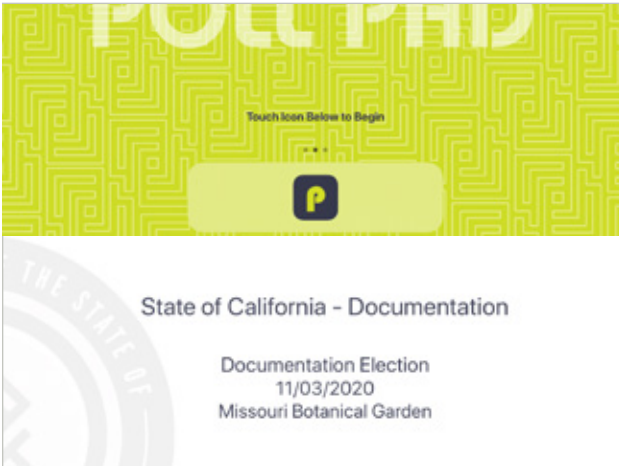 POLL PAD
Touch Icon Below to Begin
P
State of California - Documentation
THE STATE OF
Documentation Election
11/03/2020
Missouri Botanical Garden